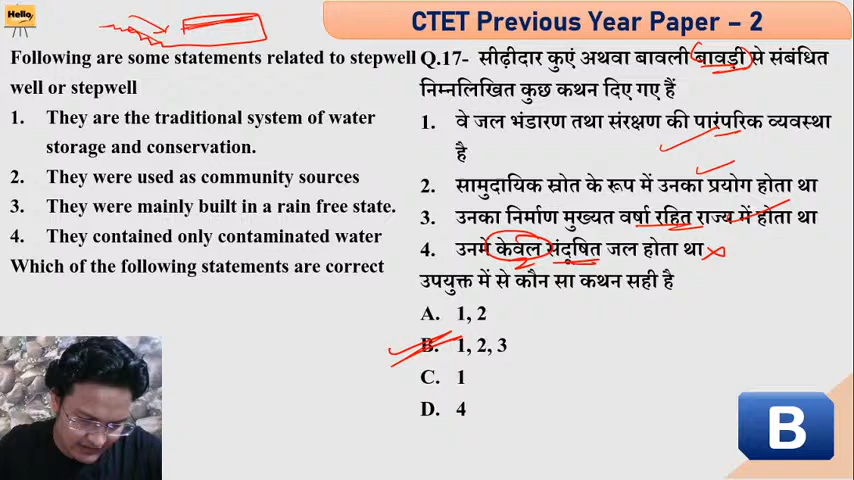 Hello
CTET Previous Year Paper – 2
Following are some statements related to stepwell
well or stepwell
1. They are the traditional system of water
storage and conservation.
2. They were used as community sources
3. They were mainly built in a rain free state.
4. They contained only contaminated water
Which of the following statements are correct
Q.17- सीढ़ीदार कुएं अथवा बावली बावड़ी से संबंधित
निम्नलिखित कुछ कथन दिए गए हैं
1. वे जल भंडारण तथा संरक्षण की पारंपरिक व्यवस्था
है
2. सामुदायिक स्रोत के रूप में उनका प्रयोग होता था
3. उनका निर्माण मुख्यत वर्षा रहित राज्य में होता था
4. उनमे केवल संदूषित जल होता था
उपयुक्त में से कौन सा कथन सही है
A. 1, 2
B. 1, 2, 3
C. 1
D. 4
B